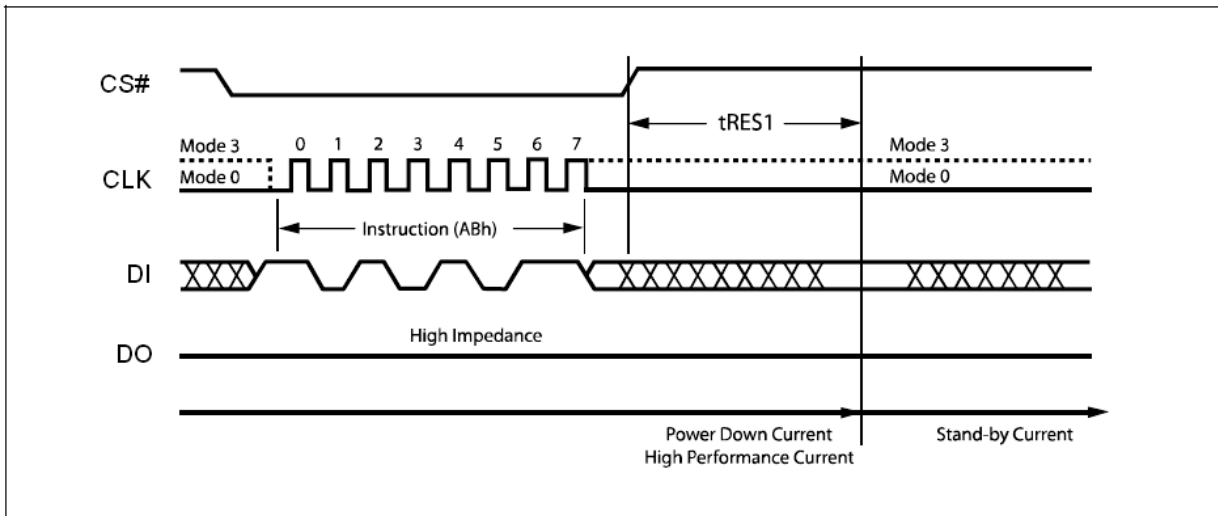 CS#
tRES1
Mode 3
0 1 2 3 4 5 6 7
Mode 3
CLK
Mode 0
Mode 0
Instruction (ABh)
DI
High Impedance
DO
Power Down Current
Stand-by Current
High Performance Current